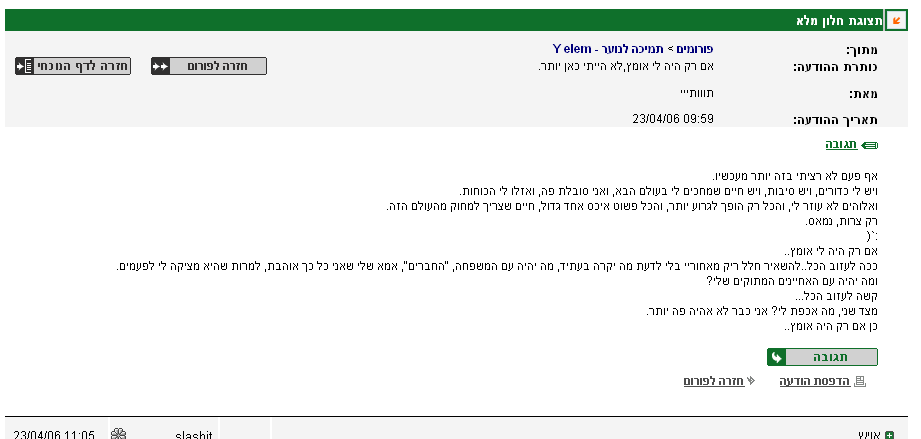 תצוגת חלון מלא
מתוך: פורומים > תמיכה לנוער - Y elem
כותרת ההודעה: אם רק היה לי אומץ,לא הייתי כאן יותר.
חזרה לפורום
חזרה לדף הנוכחי
מאת: תוותייי
תאריך ההודעה: 23/04/06 09:59
תגובה
אף פעם לא רציתי בזה יותר מעכשיו.
ויש לי כדורים, ויש סיבות, ויש חיים שמחכים לי בעולם הבא, ואני סובלת פה, ואזלו לי הכוחות.
ואלוהים לא עוזר לי, והכל רק הופך לגרוע יותר, והכל פשוט איכס אחד גדול, חיים שצריך למחוק מהעולם הזה.
רק צרות, נמאס.
:`(
אם רק היה לי אומץ..
ככה לעזוב הכל..להשאיר חלל ריק מאחוריי בלי לדעת מה יקרה בעתיד, מה יהיה עם המשפחה, "החברים", אמא שלי שאני כל כך אוהבת, למרות שהיא מציקה לי לפעמים.
ומה יהיה עם האחיינים המתוקים שלי?
קשה לעזוב הכל...
מצד שני, מה אכפת לי? אני כבר לא אהיה פה יותר.
כן אם רק היה אומץ..
תגובה
הדפסת הודעה
חזרה לפורום
אויש
slashit
23/04/06 11:05